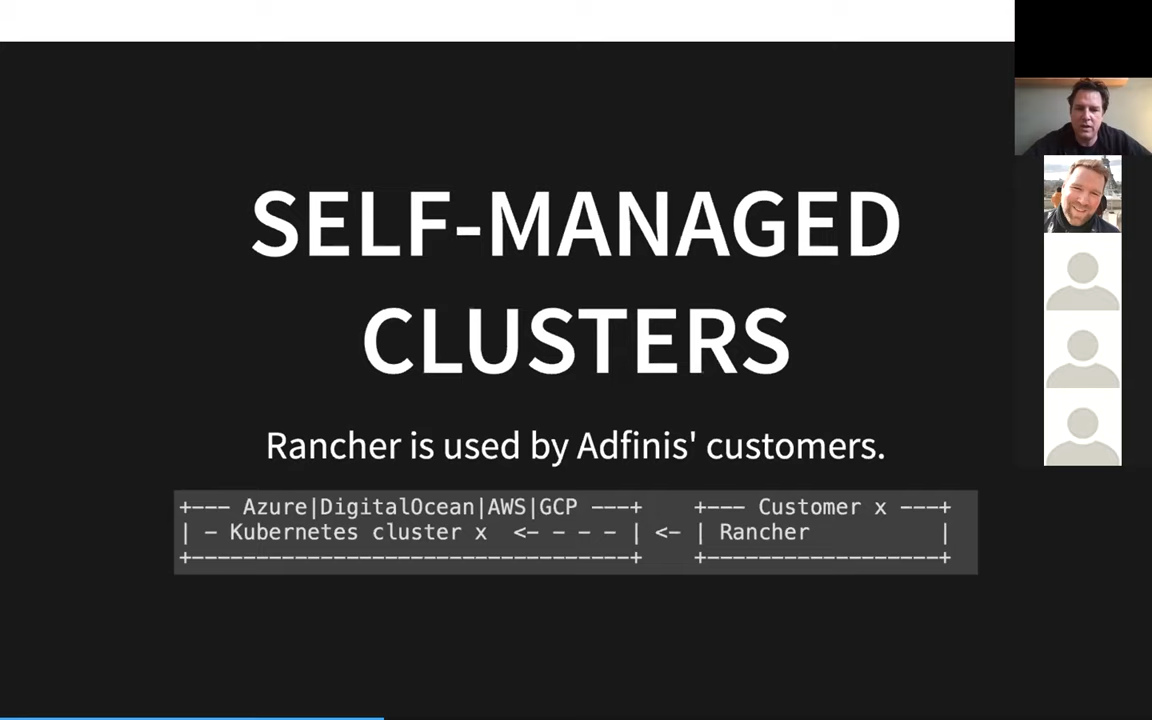 SELF-MANAGED
CLUSTERS
Rancher is used by Adfinis' customers.
+--- Azure|DigitalOcean|AWS|GCP ---+    +--- Customer x ---+
| - Kubernetes cluster x  <- - - - | <- | Rancher          |
+----------------------------------+    +------------------+